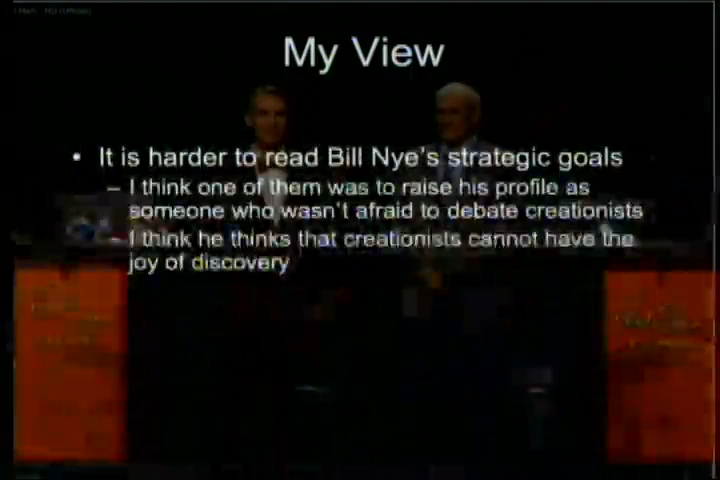 My View
• It is harder to read Bill Nye's strategic goals
– I think one of them was to raise his profile as
someone who wasn't afraid to debate creationists
– I think he thinks that creationists cannot have the
joy of discovery